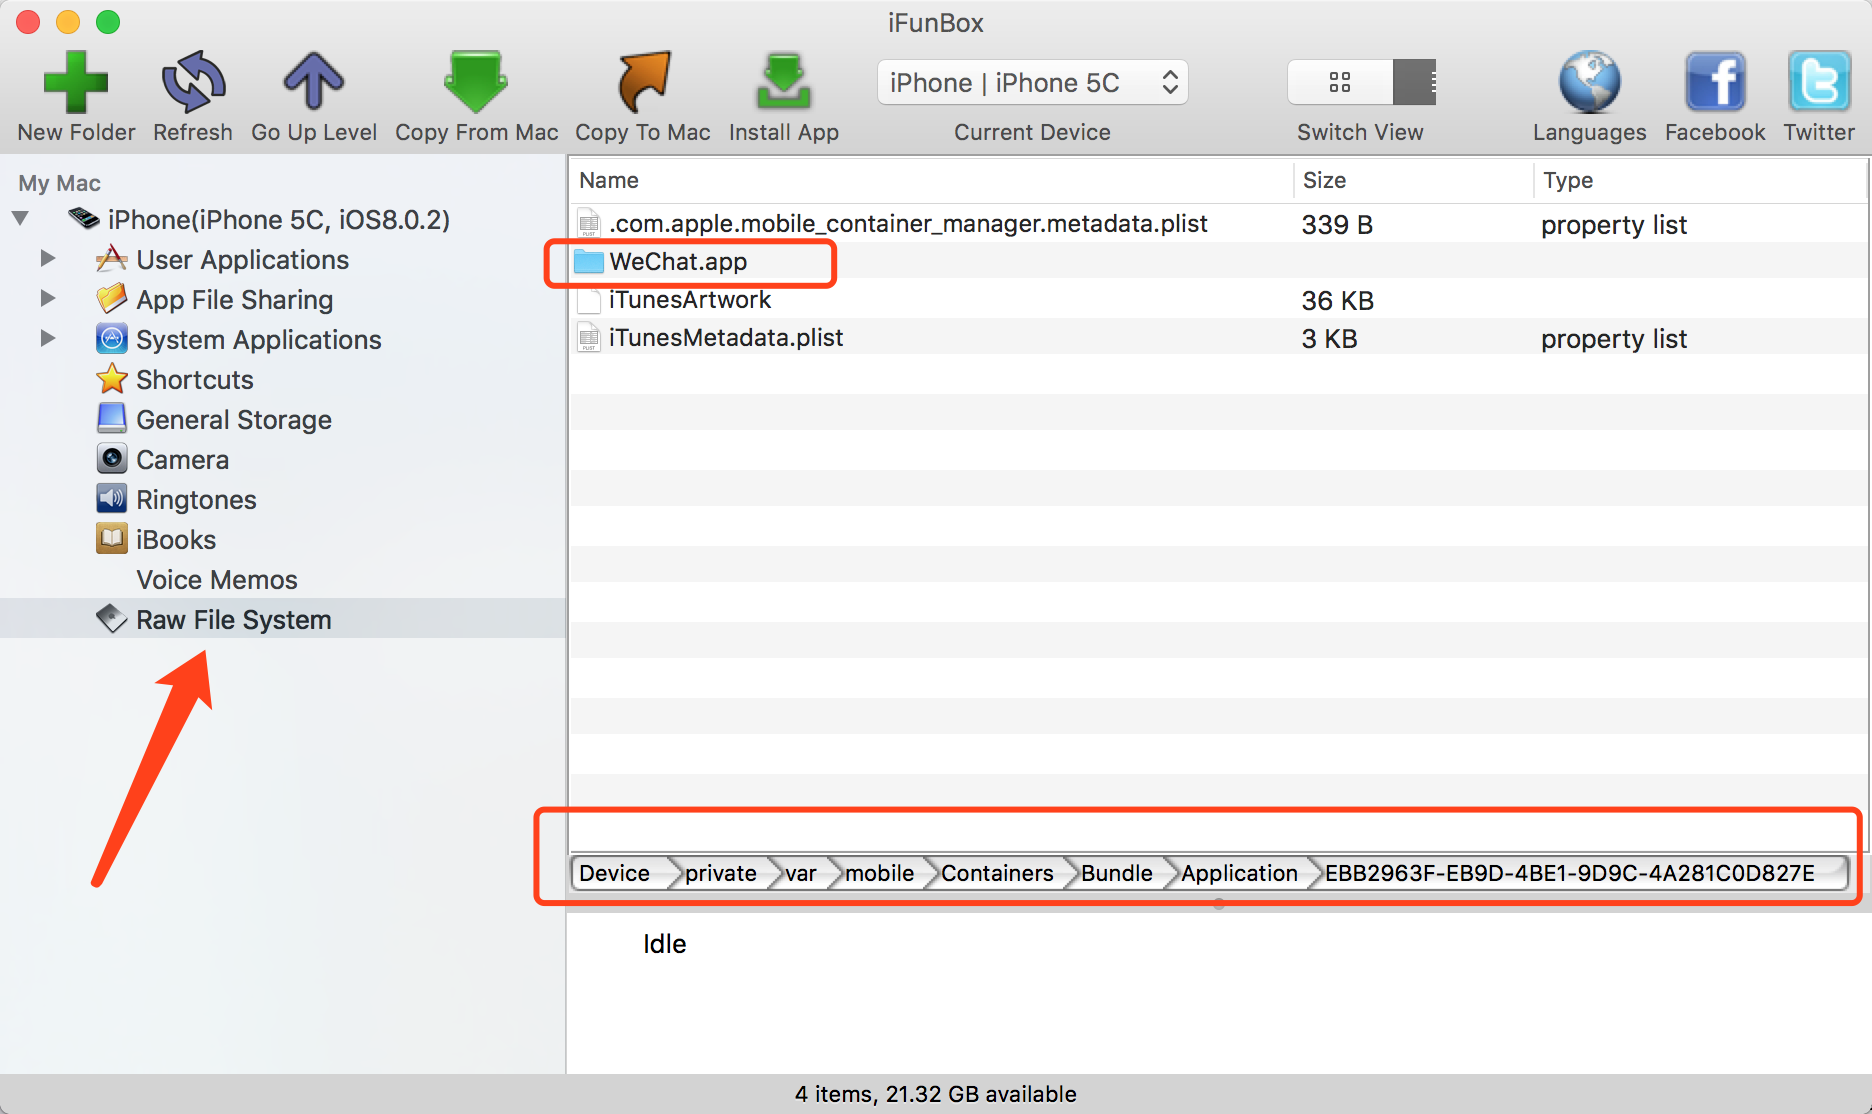 iFunBox
New Folder Refresh Go Up Level Copy From Mac Copy To Mac Install App iPhone | iPhone 5C Current Device Switch View Languages Facebook Twitter
My Mac
iPhone(iPhone 5C, iOS8.0.2)
User Applications
App File Sharing
System Applications
Shortcuts
General Storage
Camera
Ringtones
iBooks
Voice Memos
Raw File System
Name Size Type
.com.apple.mobile_container_manager.metadata.plist 339 B property list
WeChat.app
iTunesArtwork 36 KB
iTunesMetadata.plist 3 KB property list
Device private var mobile Containers Bundle Application EBB2963F-EB9D-4BE1-9D9C-4A281C0D827E
Idle
4 items, 21.32 GB available